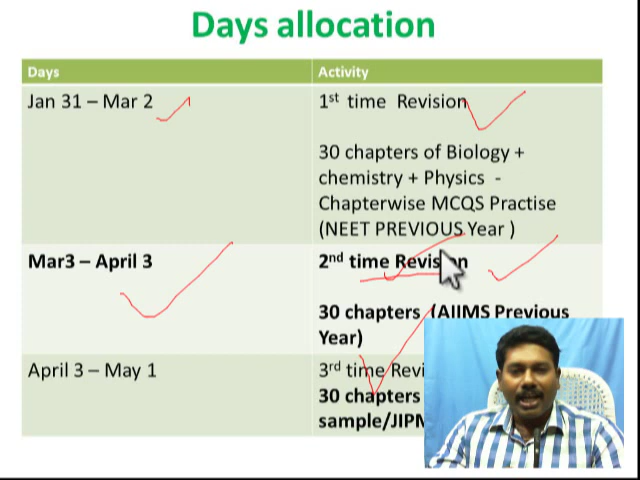 Days allocation
Days Activity
Jan 31 – Mar 2 1st time Revision
30 chapters of Biology +
chemistry + Physics -
Chapterwise MCQS Practise
(NEET PREVIOUS Year )
Mar3 – April 3 2nd time Revision
30 chapters (AIIMS Previous
Year)
April 3 – May 1 3rd time Revi
30 chapters
sample/JIPM